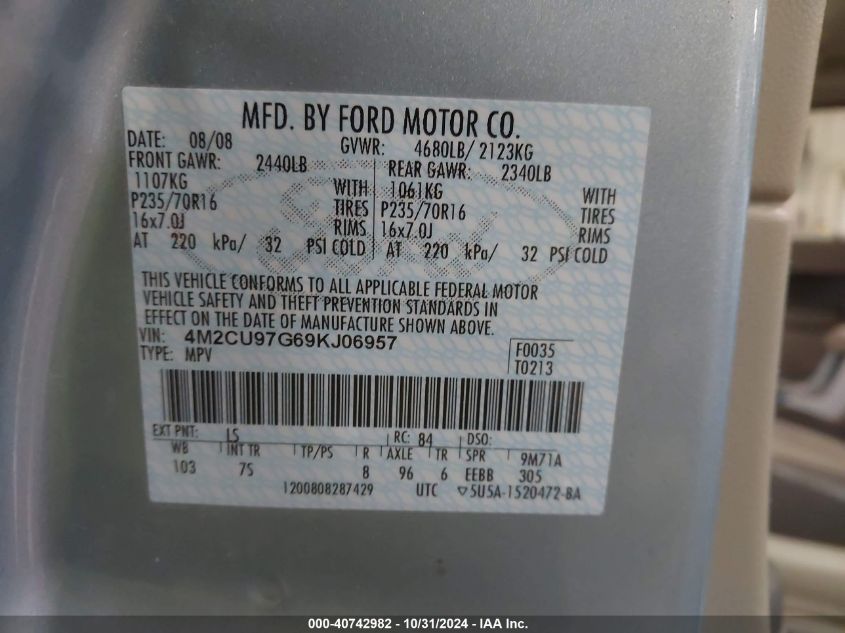 MFD. BY FORD MOTOR CO.
DATE: 08/08 GVWR: 4680LB/ 2123KG
FRONT GAWR: 2440LB REAR GAWR: 2340LB
1107KG WITH 1061KG WITH
P235/70R16 TIRES P235/70R16 TIRES
16x7.0J RIMS 16x7.0J RIMS
AT 220 kPa/ 32 PSI COLD AT 220 kPa/ 32 PSI COLD
THIS VEHICLE CONFORMS TO ALL APPLICABLE FEDERAL MOTOR
VEHICLE SAFETY AND THEFT PREVENTION STANDARDS IN
EFFECT ON THE DATE OF MANUFACTURE SHOWN ABOVE.
VIN: 4M2CU97G69KJ06957 F0035
TYPE: MPV T0213
EXT PNT: LS RC: 84 DSO:
WB INT TR TP/PS R AXLE TR SPR 9M71A
103 7S 8 96 6 EEBB 305
1200808287429 UTC ▽5U5A-1520472-BA
000-40742982 - 10/31/2024 - IAA Inc.